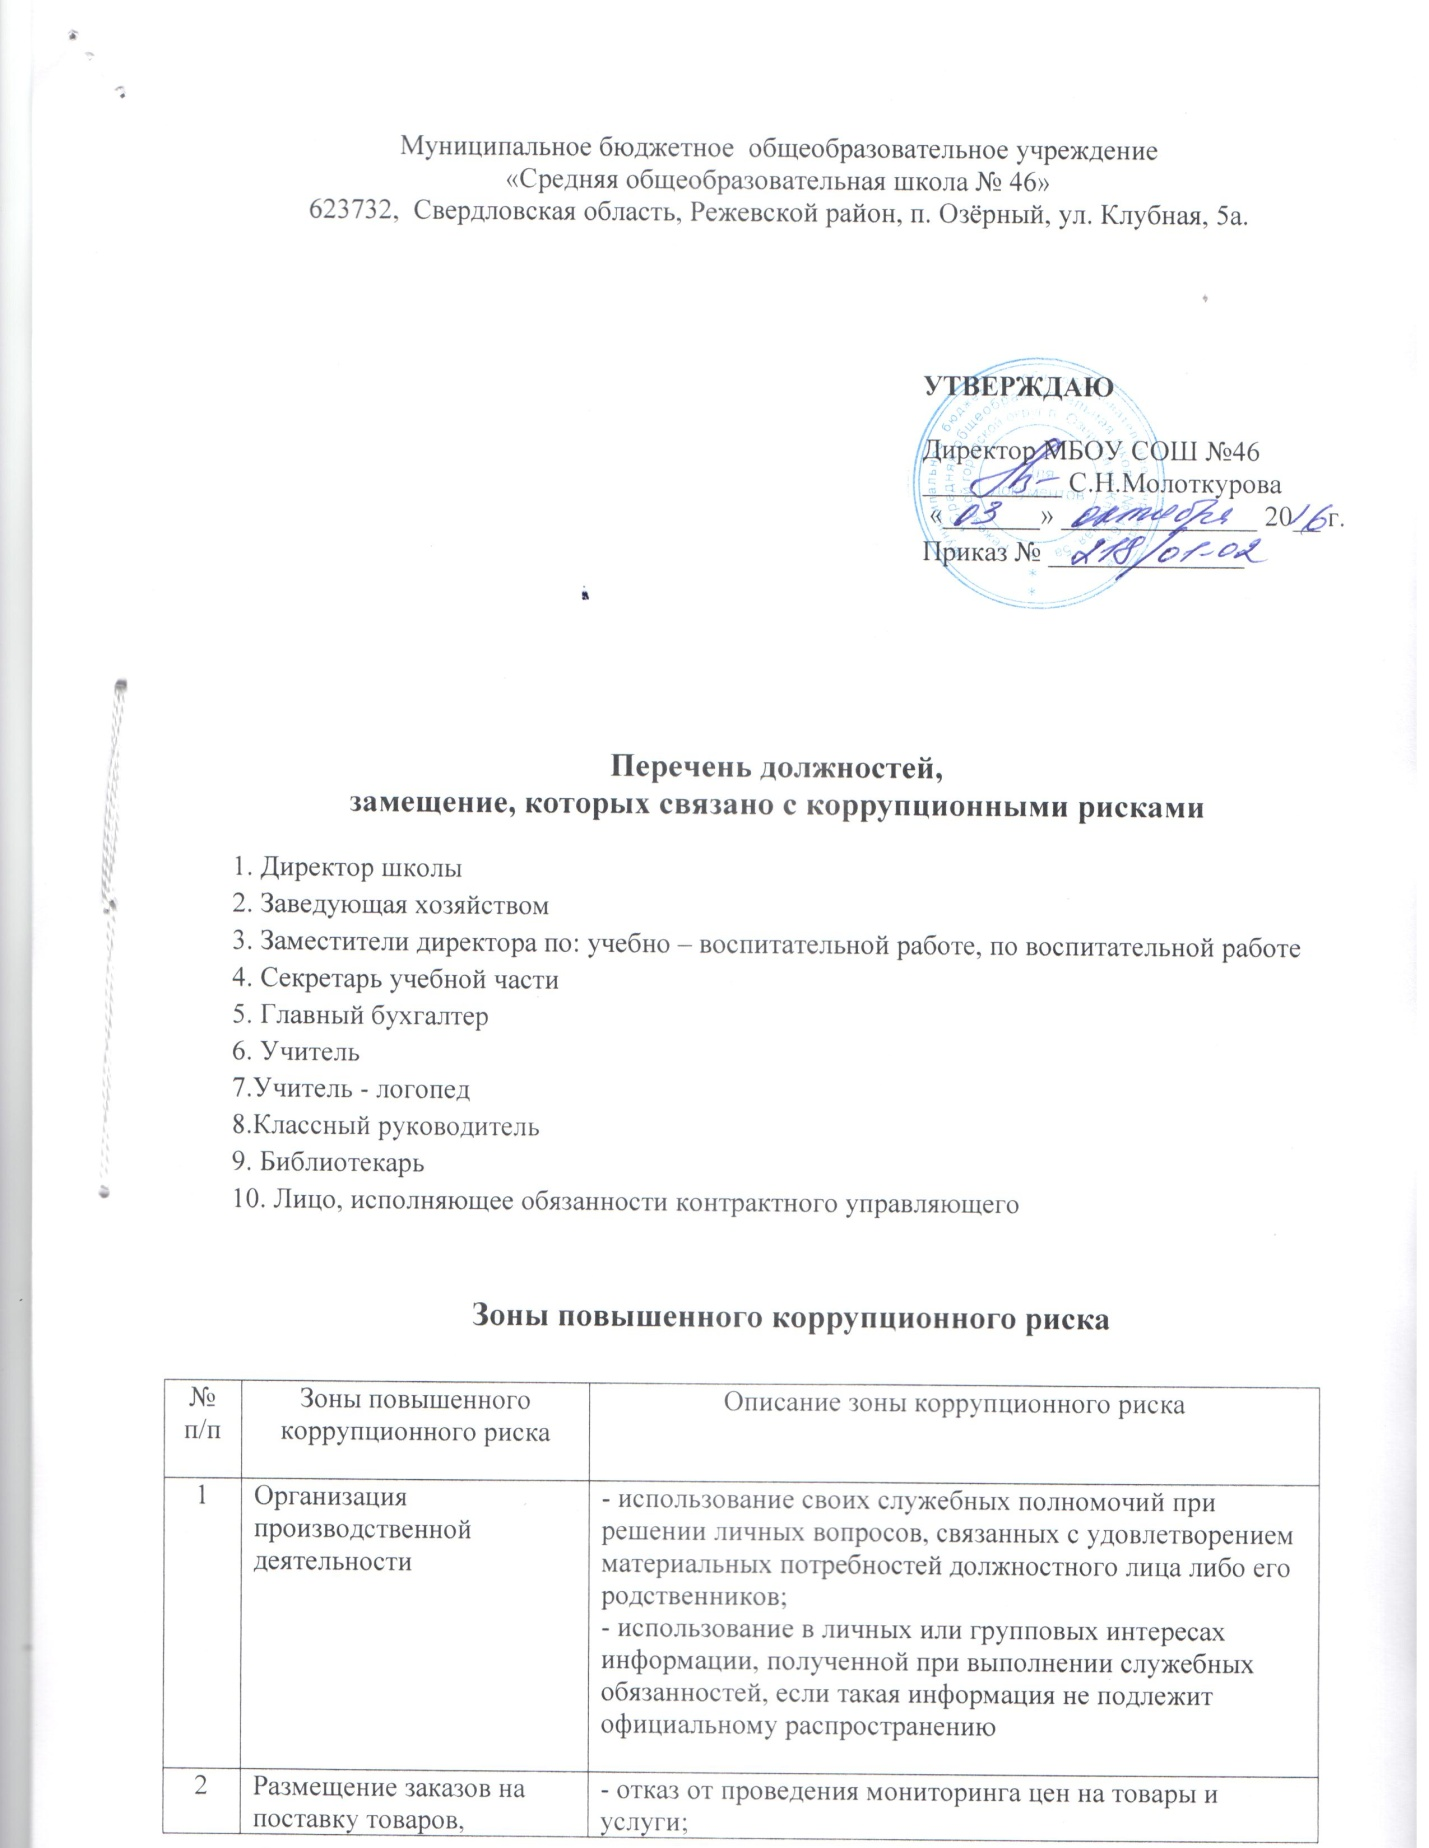 Муниципальное бюджетное  общеобразовательное учреждение
«Средняя общеобразовательная школа № 46»
623732,  Свердловская область, Режевской район, п. Озёрный, ул. Клубная, 5а.
УТВЕРЖДАЮ
Директор МБОУ СОШ №46
____________ С.Н.Молоткурова
«03» октября 2016г.
Приказ № 218/01-02
Перечень должностей,
замещение, которых связано с коррупционными рисками
1. Директор школы
2. Заведующая хозяйством
3. Заместители директора по: учебно – воспитательной работе, по воспитательной работе
4. Секретарь учебной части
5. Главный бухгалтер
6. Учитель
7.Учитель - логопед
8.Классный руководитель
9. Библиотекарь
10. Лицо, исполняющее обязанности контрактного управляющего
Зоны повышенного коррупционного риска
№
п/п
Зоны повышенного
коррупционного риска
Описание зоны коррупционного риска
1
Организация
производственной
деятельности
- использование своих служебных полномочий при
решении личных вопросов, связанных с удовлетворением
материальных потребностей должностного лица либо его
родственников;
- использование в личных или групповых интересах
информации, полученной при выполнении служебных
обязанностей, если такая информация не подлежит
официальному распространению
2
Размещение заказов на
поставку товаров,
- отказ от проведения мониторинга цен на товары и
услуги;